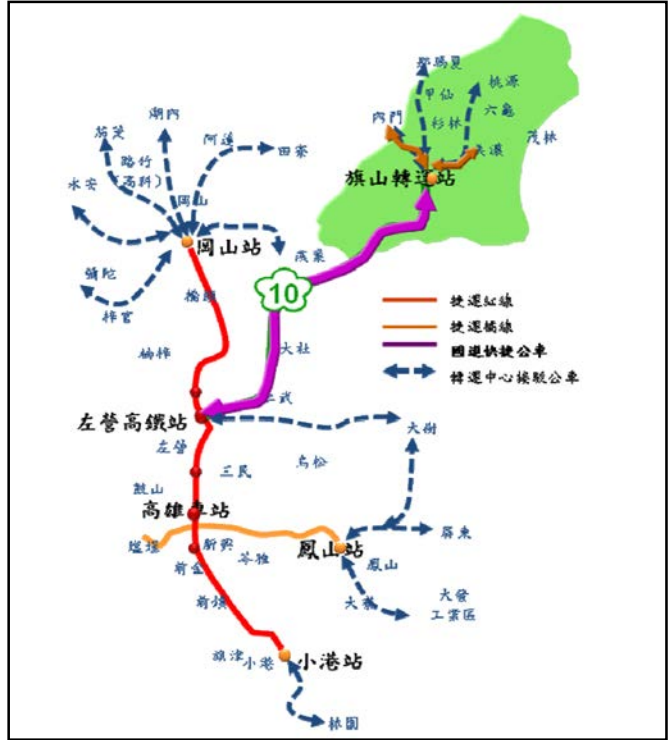 那瑪夏
桃源
甲仙
六龜
內門
杉林
茂林
美濃
旗山轉運站
湖內
茄萣
阿蓮
田寮
路竹
(高科)
永安
岡山
岡山站
燕巢
彌陀
橋頭
梓官
10
捷運紅線
捷運橘線
國道快捷公車
轉運中心接駁公車
楠梓
大社
仁武
左營高鐵站
大樹
左營
鳥松
三民
鼓山
高雄車站
屏東
鹽埕
新興
苓雅
鳳山站
鳳山
前金
大寮
大發
工業區
前鎮
旗津
小港
小港站
林園